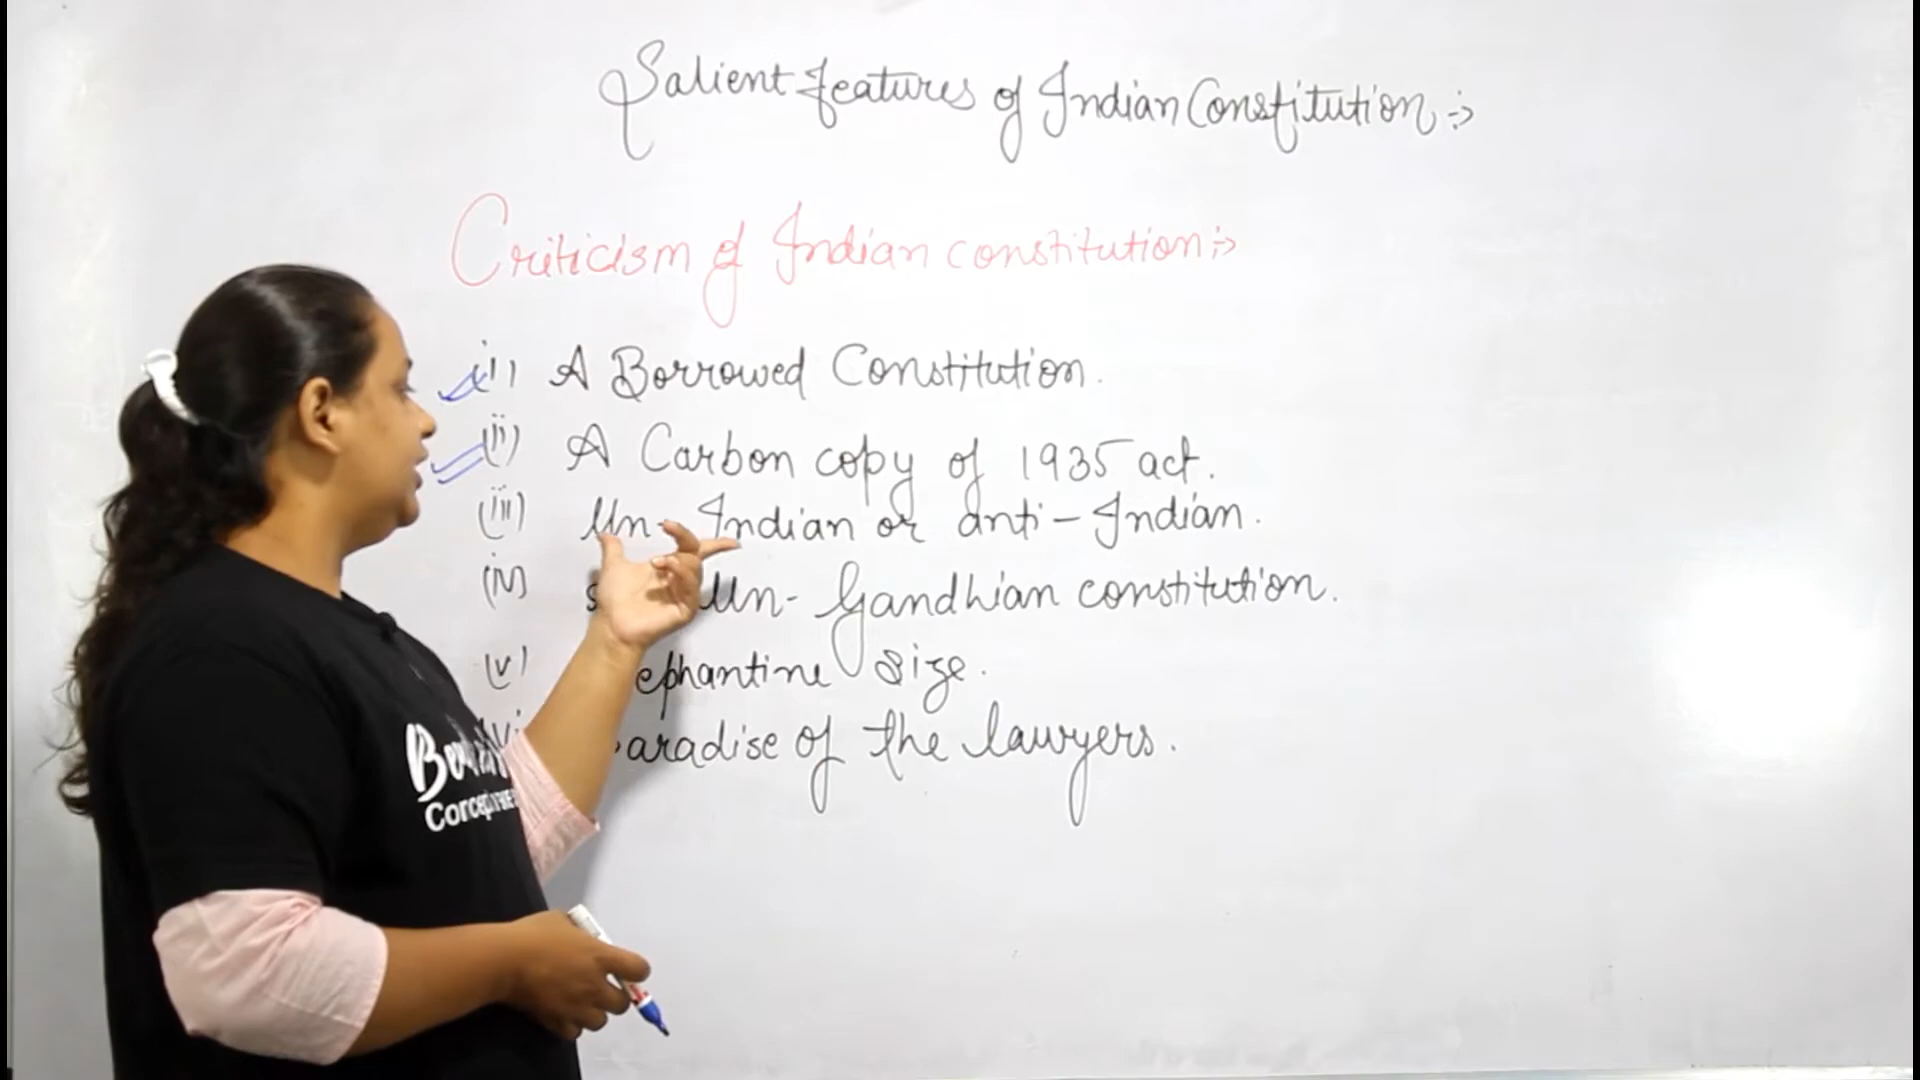 Salient features of Indian Constitution :->
Criticism of Indian constitution :->
(i) A Borrowed Constitution.
(ii) A Carbon copy of 1935 act.
(iii) Un-Indian or anti-Indian.
(iv) Un-Gandhian constitution.
(v) ephantine size.
aradise of the lawyers.